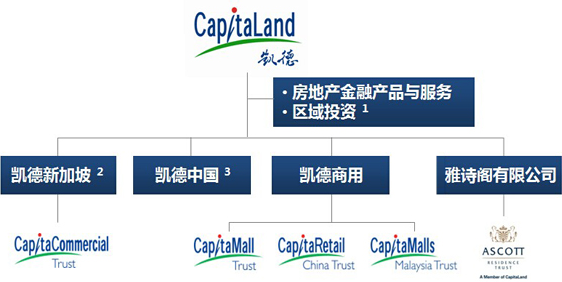 CapitaLand
凯德
· 房地产金融产品与服务
· 区域投资 1
凯德新加坡 2
凯德中国 3
凯德商用
雅诗阁有限公司
CapitaCommercial
Trust
CapitaMall
Trust
CapitaRetail
China Trust
CapitaMalls
Malaysia Trust
ASCOTT
RESIDENCE
TRUST
A Member of CapitaLand